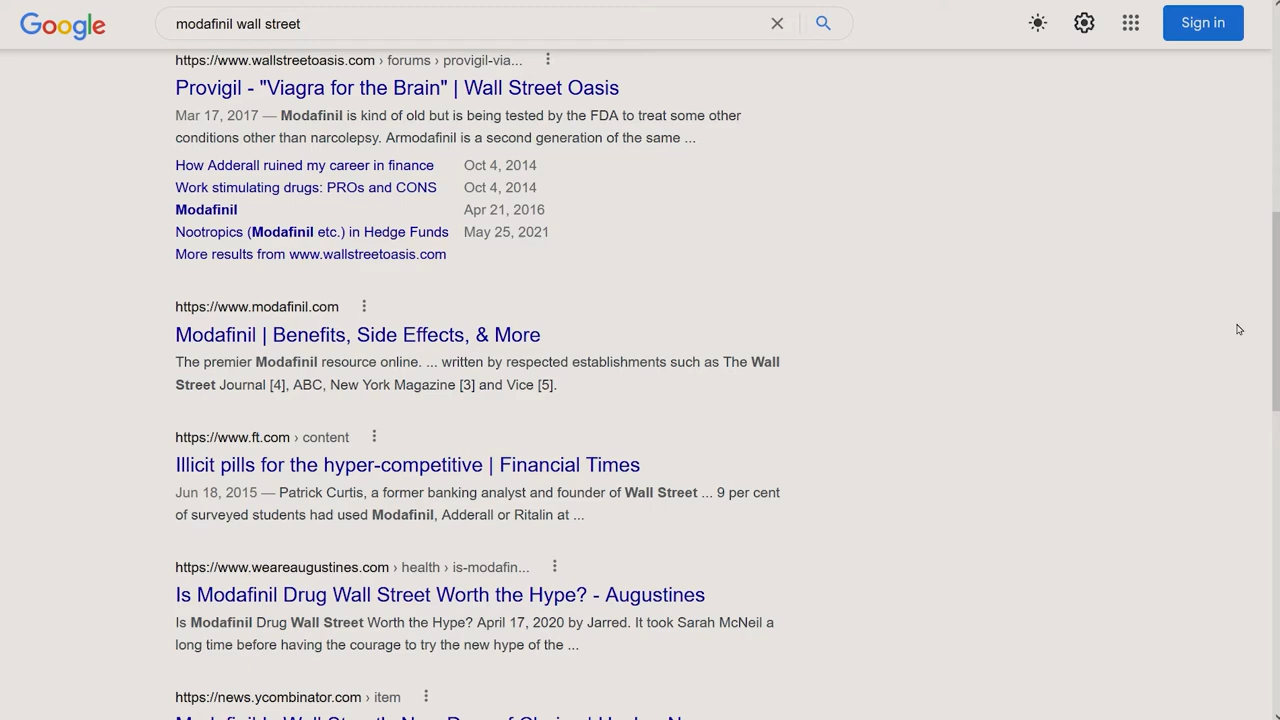 Google
modafinil wall street
Sign in
https://www.wallstreetoasis.com › forums › provigil-via...
Provigil - "Viagra for the Brain" | Wall Street Oasis
Mar 17, 2017 — Modafinil is kind of old but is being tested by the FDA to treat some other
conditions other than narcolepsy. Armodafinil is a second generation of the same ...
How Adderall ruined my career in finance Oct 4, 2014
Work stimulating drugs: PROs and CONS Oct 4, 2014
Modafinil Apr 21, 2016
Nootropics (Modafinil etc.) in Hedge Funds May 25, 2021
More results from www.wallstreetoasis.com
https://www.modafinil.com
Modafinil | Benefits, Side Effects, & More
The premier Modafinil resource online. ... written by respected establishments such as The Wall
Street Journal [4], ABC, New York Magazine [3] and Vice [5].
https://www.ft.com › content
Illicit pills for the hyper-competitive | Financial Times
Jun 18, 2015 — Patrick Curtis, a former banking analyst and founder of Wall Street ... 9 per cent
of surveyed students had used Modafinil, Adderall or Ritalin at ...
https://www.weareaugustines.com › health › is-modafin...
Is Modafinil Drug Wall Street Worth the Hype? - Augustines
Is Modafinil Drug Wall Street Worth the Hype? April 17, 2020 by Jarred. It took Sarah McNeil a
long time before having the courage to try the new hype of the ...
https://news.ycombinator.com › item